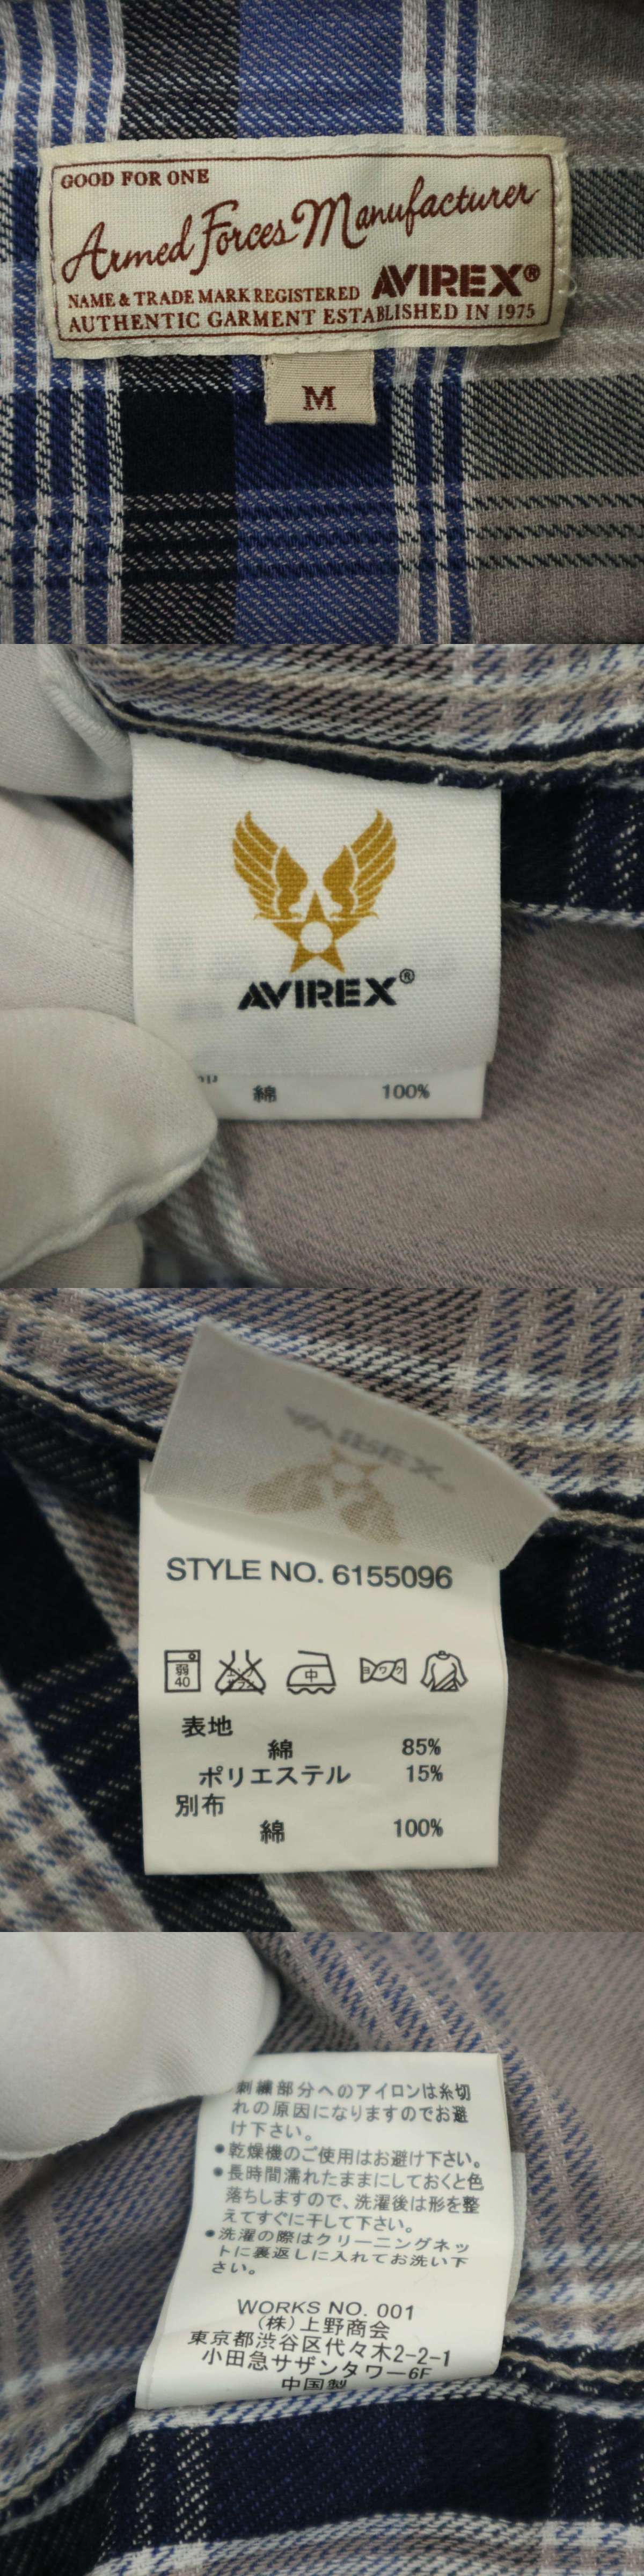 GOOD FOR ONE
Armed Forces Manufacturer
NAME & TRADE MARK REGISTERED AVIREX®
AUTHENTIC GARMENT ESTABLISHED IN 1975
M
AVIREX®
綿 100%
AVIREX
STYLE NO. 6155096
弱 40 エンソサラシ 中 ヨワク
表地
綿 85%
ポリエステル 15%
別布
綿 100%
刺繍部分へのアイロンは糸切
れの原因になりますのでお避
け下さい。
●乾燥機のご使用はお避け下さい。
●長時間濡れたままにしておくと色
落ちしますので、洗濯後は形を整
えてすぐに干して下さい。
●洗濯の際はクリーニングネッ
トに裏返しに入れてお洗い下
さい。
WORKS NO. 001
(株)上野商会
東京都渋谷区代々木2-2-1
小田急サザンタワー6F
中国製